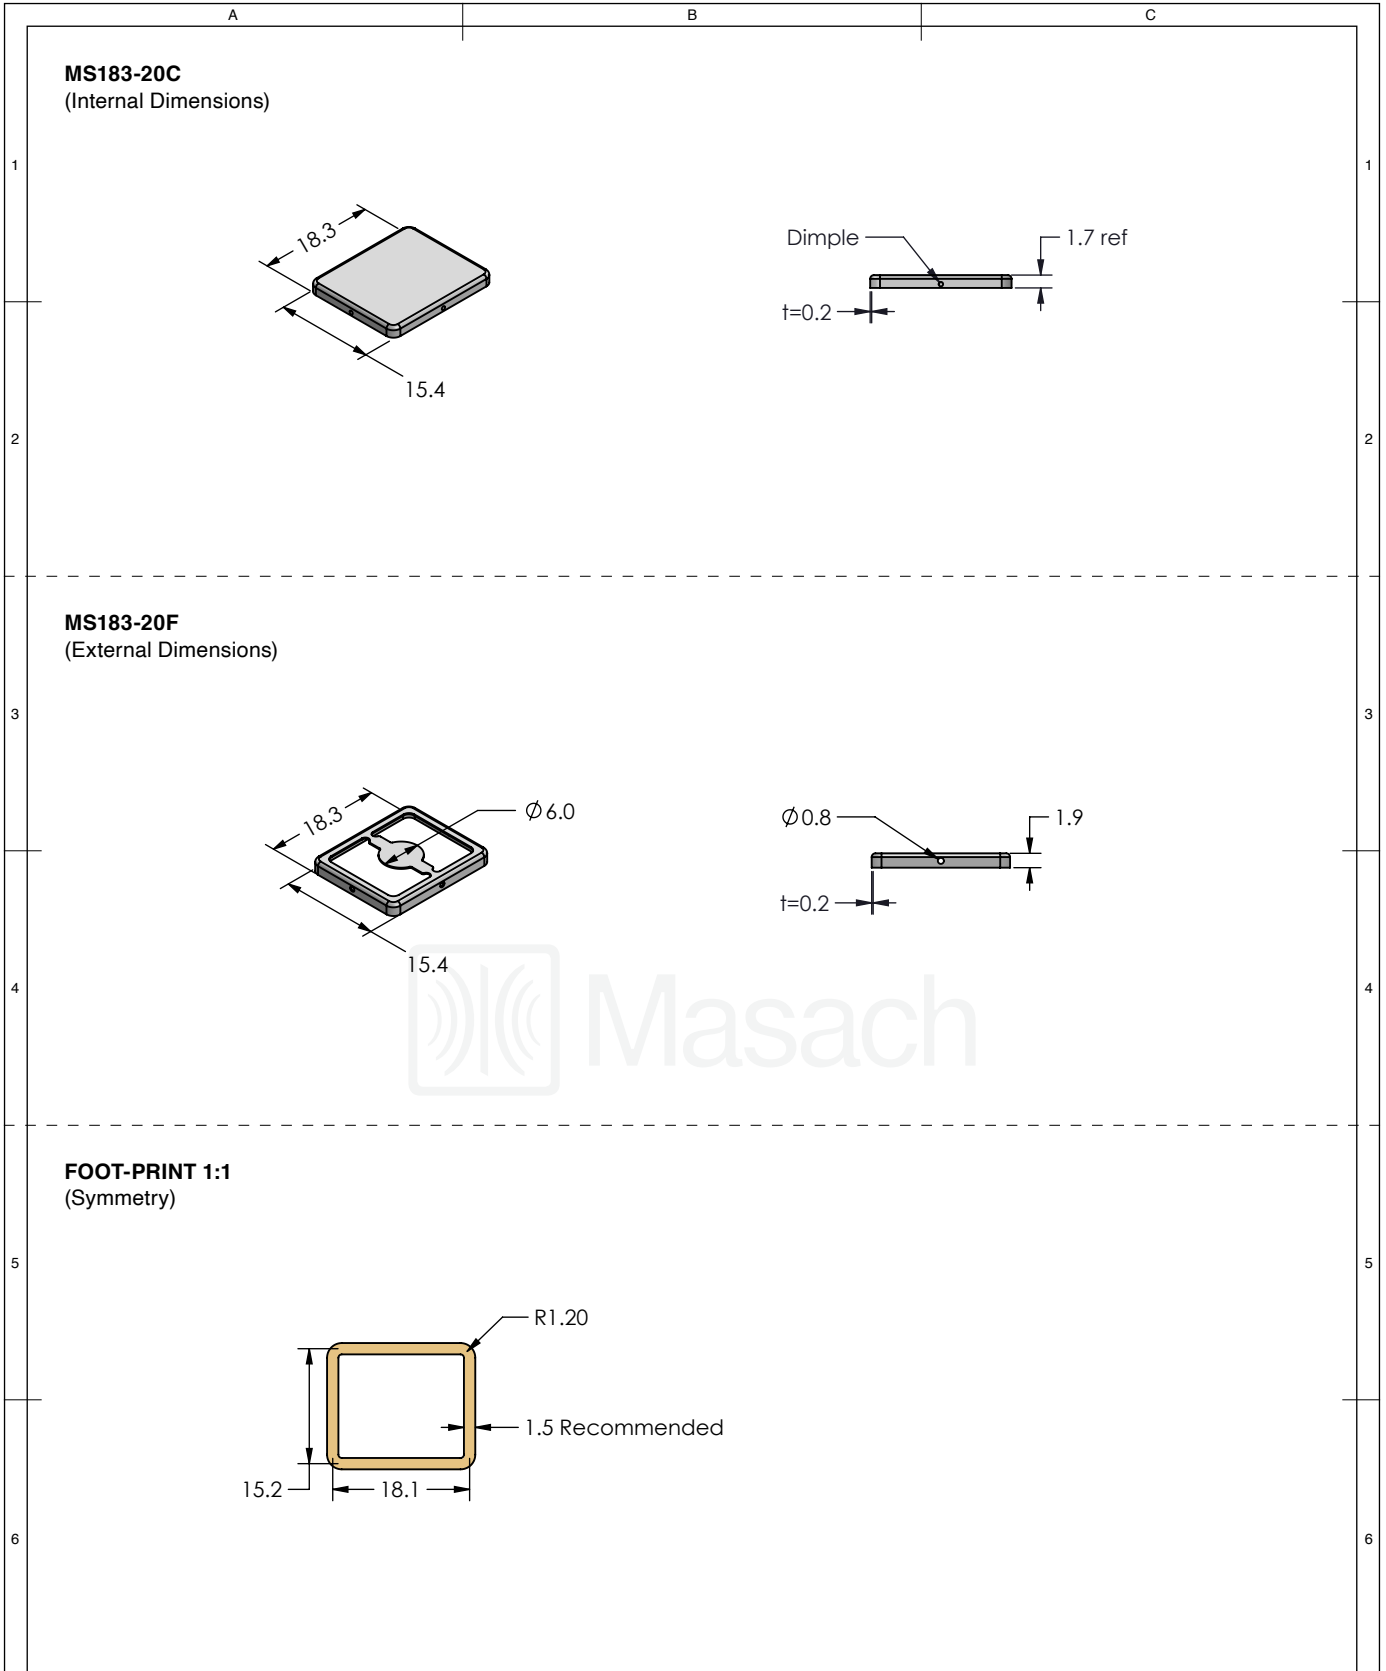 A B C
MS183-20C
(Internal Dimensions)
1 1
18.3
Dimple
1.7 ref
t=0.2
15.4
2 2
MS183-20F
(External Dimensions)
3 3
18.3
Ø6.0
Ø0.8
1.9
t=0.2
15.4
4 4
Masach
FOOT-PRINT 1:1
(Symmetry)
5 5
R1.20
1.5 Recommended
15.2
18.1
6 6